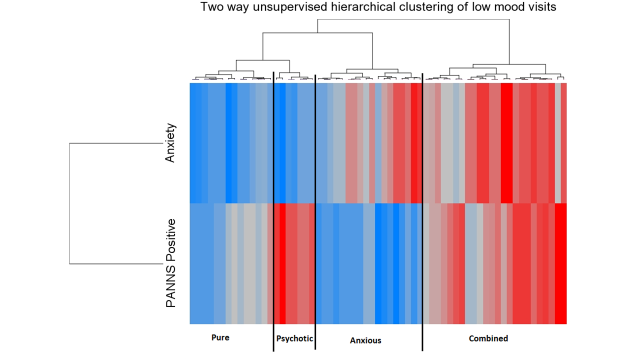 Two way unsupervised hierarchical clustering of low mood visits
Anxiety
PANNS Positive
Pure
Psychotic
Anxious
Combined